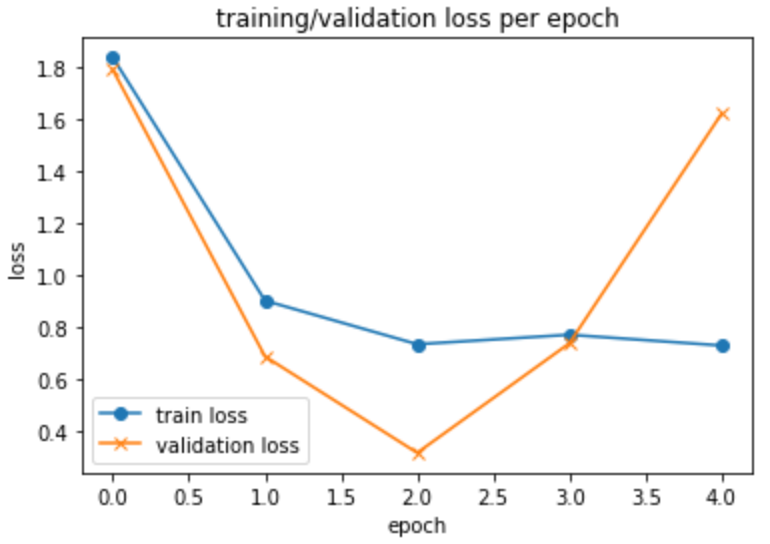 training/validation loss per epoch
1.8
1.6
1.4
1.2
1.0
0.8
0.6
0.4
loss
train loss
validation loss
0.0 0.5 1.0 1.5 2.0 2.5 3.0 3.5 4.0
epoch